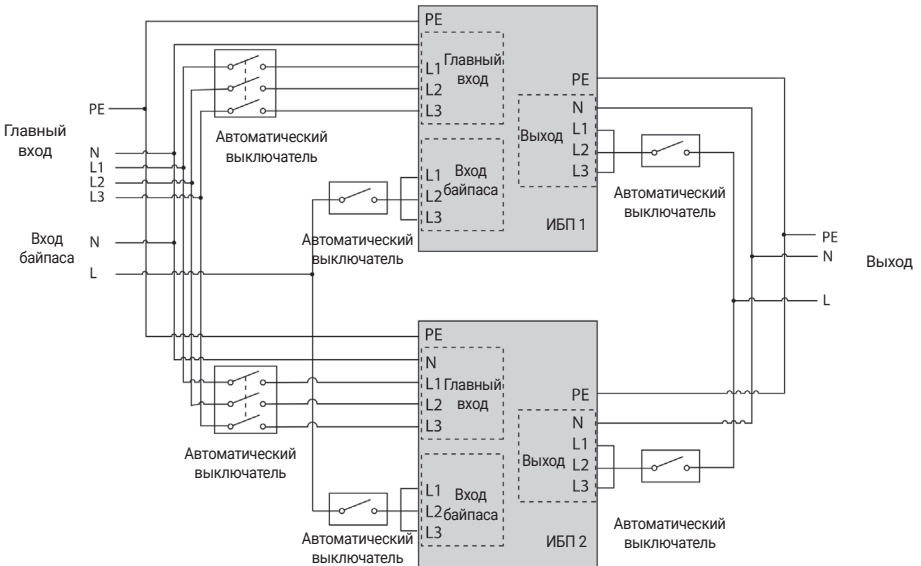 PE
Главный
вход
L1
L2
L3
PE
N
L1
L2
L3
Выход
Автоматический
выключатель
PE
Главный
вход
N
L1
L2
L3
Автоматический
выключатель
L1
L2
L3
Вход
байпаса
ИБП 1
Автоматический
выключатель
Вход
байпаса
N
L
PE
N
L
Выход
PE
N
L1
L2
L3
Главный
вход
PE
N
L1
L2
L3
Выход
Автоматический
выключатель
L1
L2
L3
Вход
байпаса
ИБП 2
Автоматический
выключатель
Автоматический
выключатель